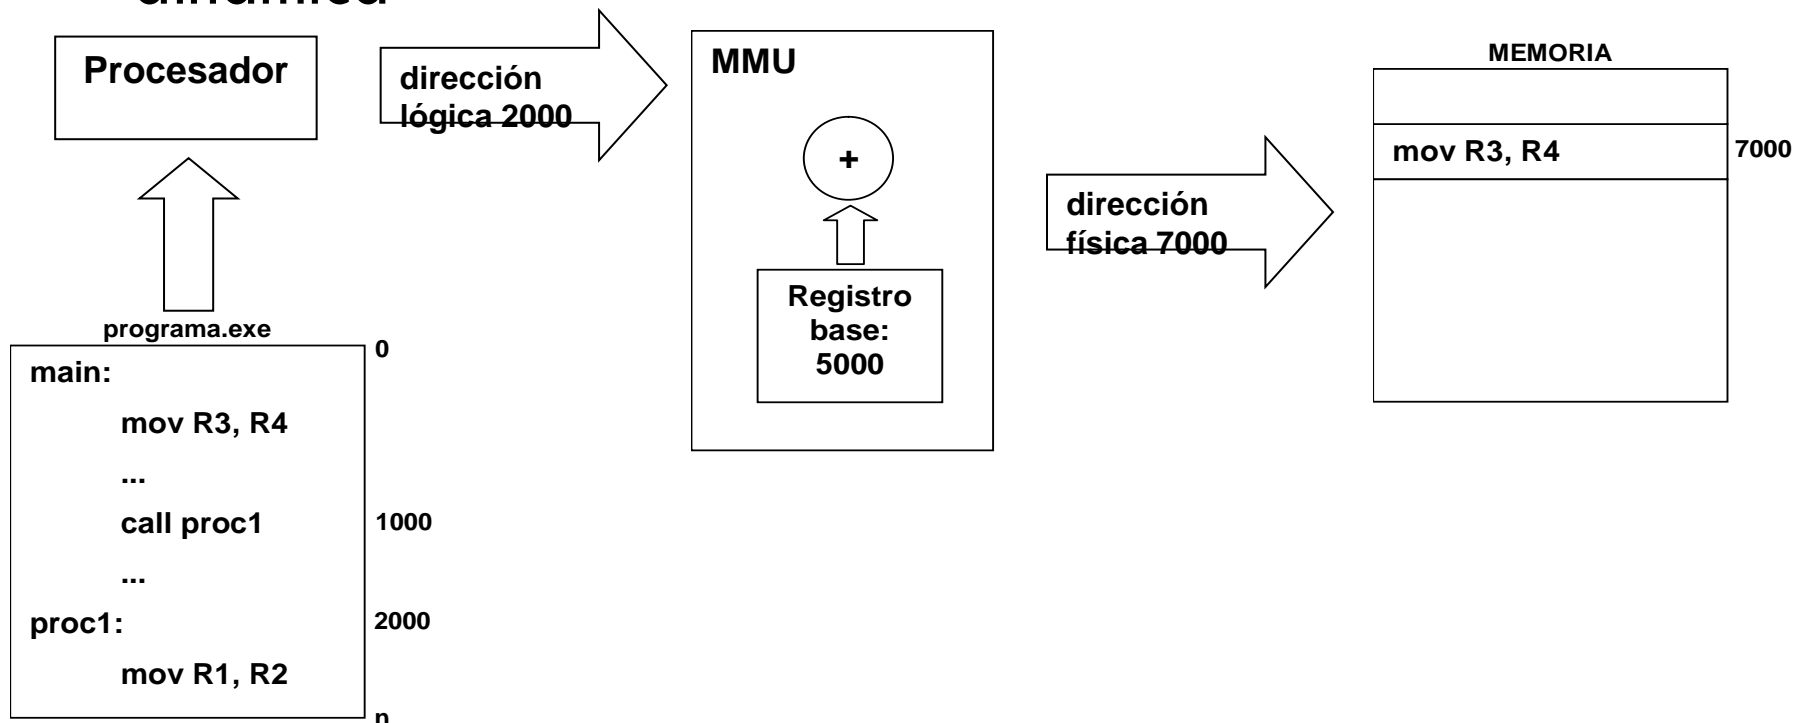 Procesador
dirección
lógica 2000
MMU
+
Registro
base:
5000
dirección
física 7000
MEMORIA
mov R3, R4
7000
programa.exe
0
main:
mov R3, R4
...
call proc1
1000
...
proc1:
2000
mov R1, R2
n